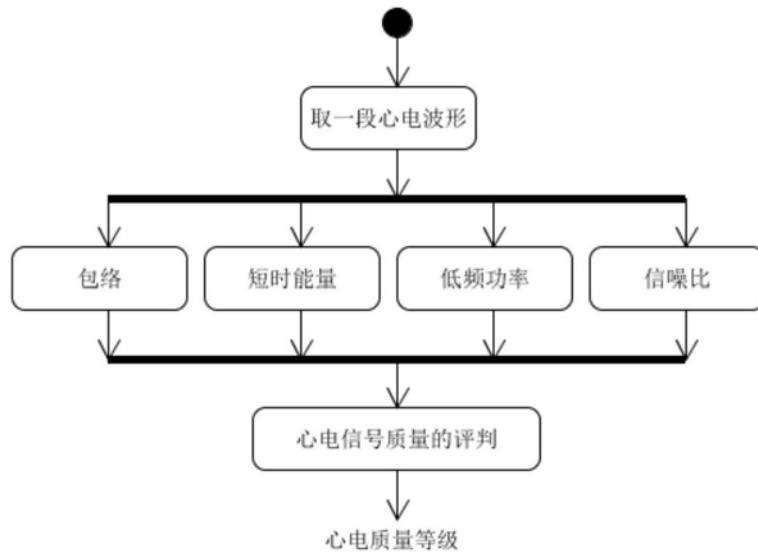 取一段心电波形
包络
短时能量
低频功率
信噪比
心电信号质量的评判
心电质量等级